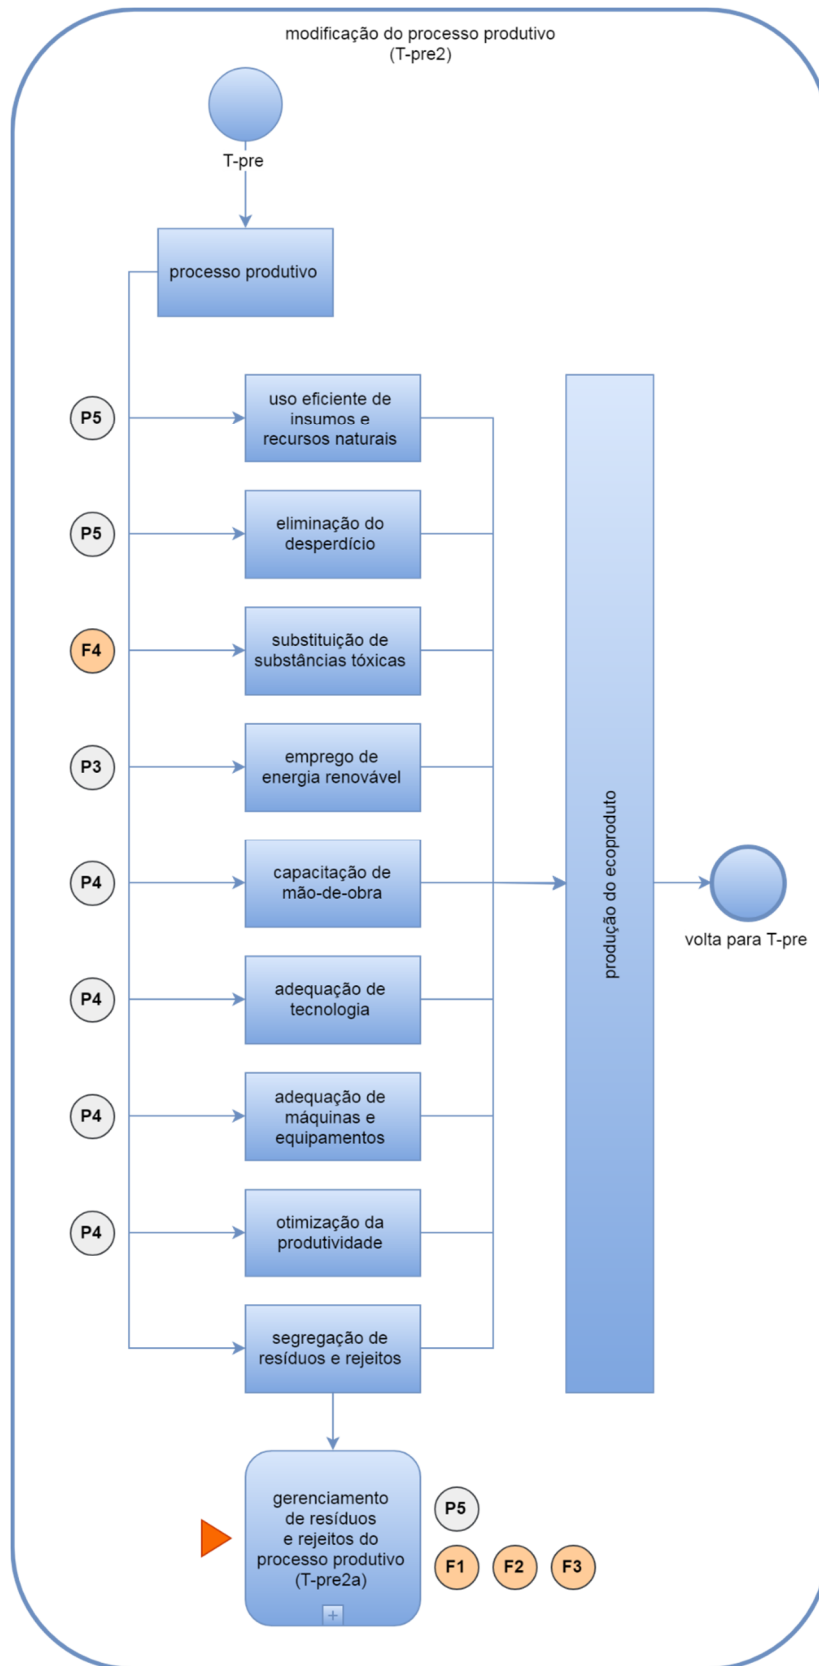 modificação do processo produtivo
(T-pre2)
T-pre
processo produtivo
P5
uso eficiente de
insumos e
recursos naturais
P5
eliminação do
desperdício
F4
substituição de
substâncias tóxicas
P3
emprego de
energia renovável
P4
capacitação de
mão-de-obra
P4
adequação de
tecnologia
P4
adequação de
máquinas e
equipamentos
P4
otimização da
produtividade
segregação de
resíduos e rejeitos
produção do ecoproduto
volta para T-pre
gerenciamento
de resíduos
e rejeitos do
processo produtivo
(T-pre2a)
+
P5
F1 F2 F3